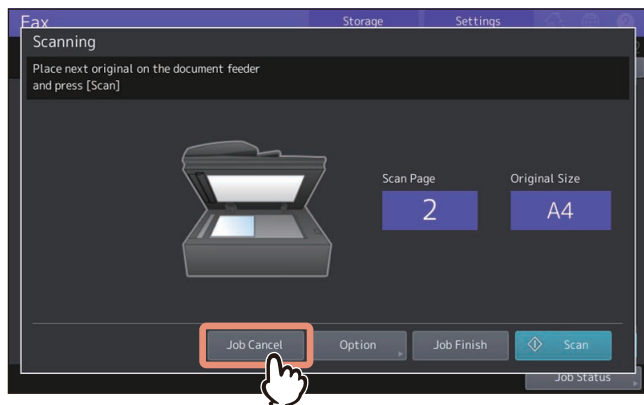 Fax
Storage
Settings
Scanning
Place next original on the document feeder
and press [Scan]
Scan Page
Original Size
2
A4
Job Cancel
Option
Job Finish
Scan
Job Status